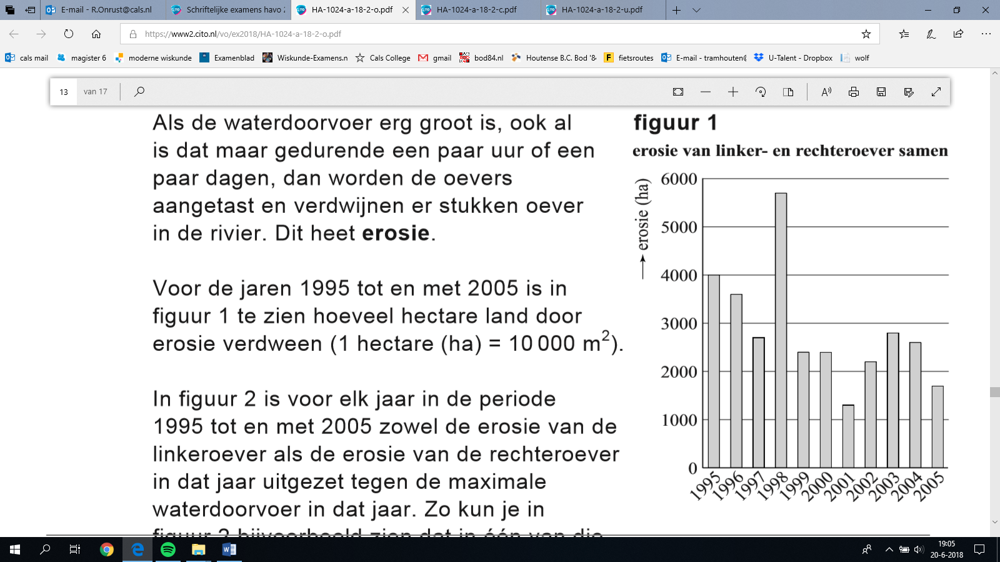 E-mail - R.Onrust@cals.nl
Schriftelijke examens havo 2
HA-1024-a-18-2-o.pdf
HA-1024-a-18-2-c.pdf
HA-1024-a-18-2-u.pdf
https://www2.cito.nl/vo/ex2018/HA-1024-a-18-2-o.pdf
cals mail
magister 6
moderne wiskunde
Examenblad
Wiskunde-Examens.n
Cals College
gmail
bod84.nl
Houtense B.C. Bod '84
fietsroutes
E-mail - tramhouten@
U-Talent - Dropbox
wolf
13 van 17
Als de waterdoorvoer erg groot is, ook al
is dat maar gedurende een paar uur of een
paar dagen, dan worden de oevers
aangetast en verdwijnen er stukken oever
in de rivier. Dit heet erosie.
Voor de jaren 1995 tot en met 2005 is in
figuur 1 te zien hoeveel hectare land door
erosie verdween (1 hectare (ha) = 10 000 m²).
In figuur 2 is voor elk jaar in de periode
1995 tot en met 2005 zowel de erosie van de
linkeroever als de erosie van de rechteroever
in dat jaar uitgezet tegen de maximale
waterdoorvoer in dat jaar. Zo kun je in
figuur 2 bijvoorbeeld zien dat in één van die
figuur 1
erosie van linker- en rechteroever samen
erosie (ha)
6000
5000
4000
3000
2000
1000
0
1995
1996
1997
1998
1999
2000
2001
2002
2003
2004
2005
19:05
20-6-2018